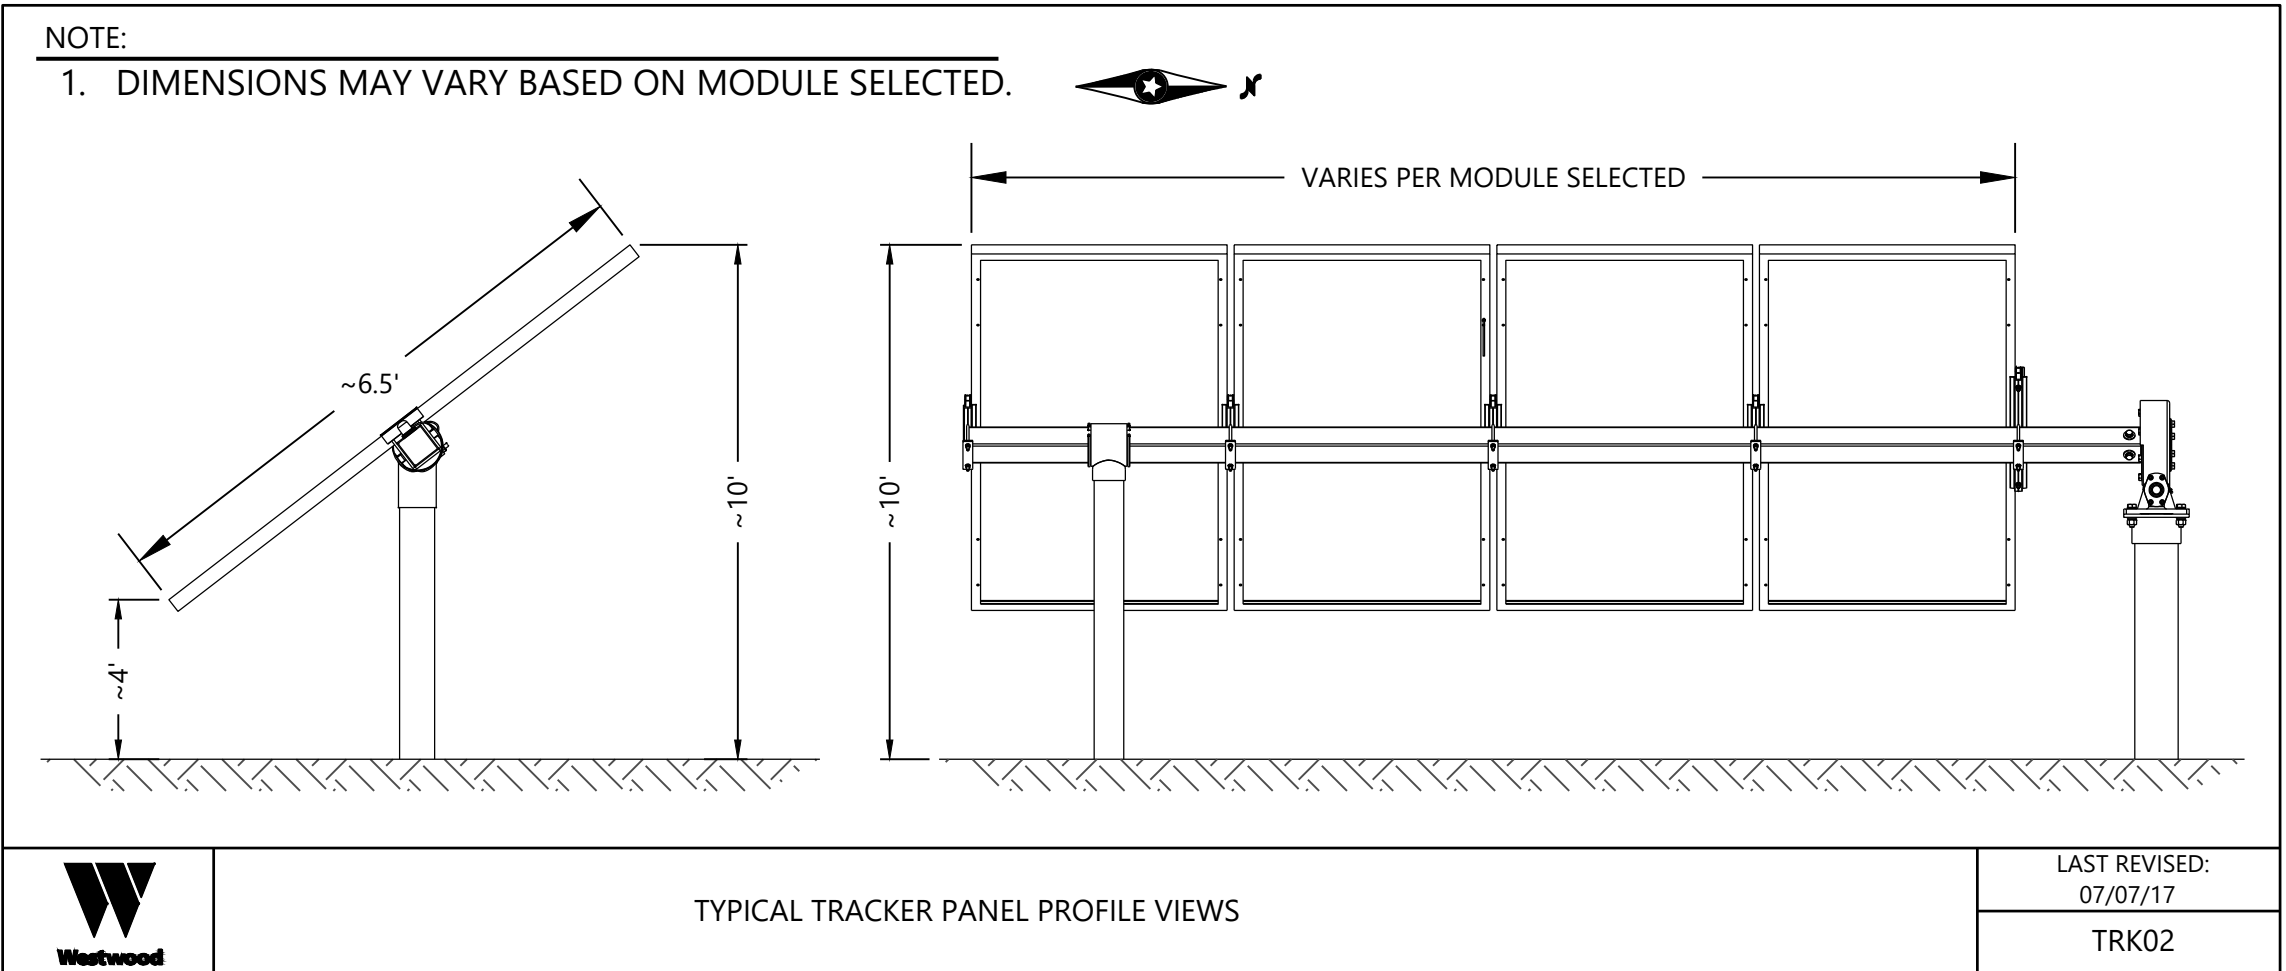 NOTE:
1. DIMENSIONS MAY VARY BASED ON MODULE SELECTED.
N
VARIES PER MODULE SELECTED
~6.5'
~4'
~10'
~10'
Westwood
TYPICAL TRACKER PANEL PROFILE VIEWS
LAST REVISED:
07/07/17
TRK02